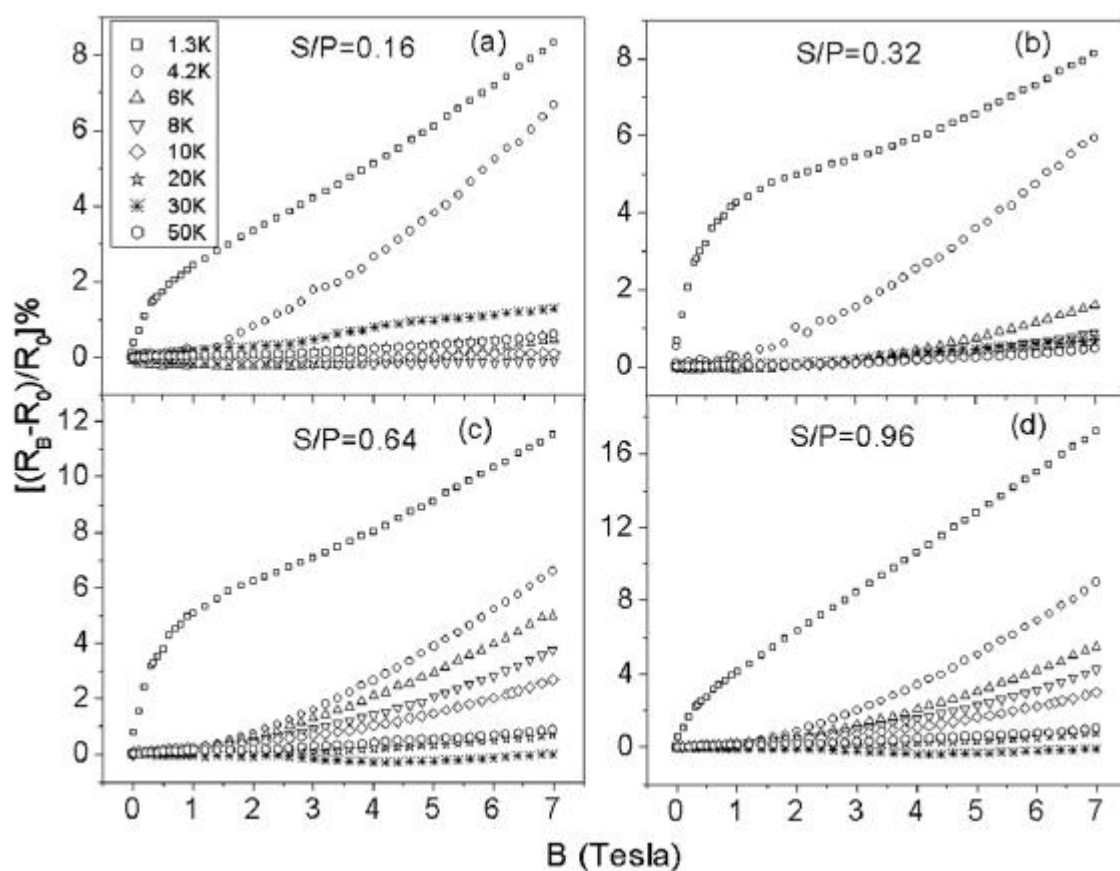 S/P=0.16
(a)
1.3K
4.2K
6K
8K
10K
20K
30K
50K
8
6
4
2
0
S/P=0.32
(b)
8
6
4
2
0
S/P=0.64
(c)
12
10
8
6
4
2
0
0 1 2 3 4 5 6 7
S/P=0.96
(d)
16
12
8
4
0
0 1 2 3 4 5 6 7
[(R_B-R_0)/R_0]%
B (Tesla)